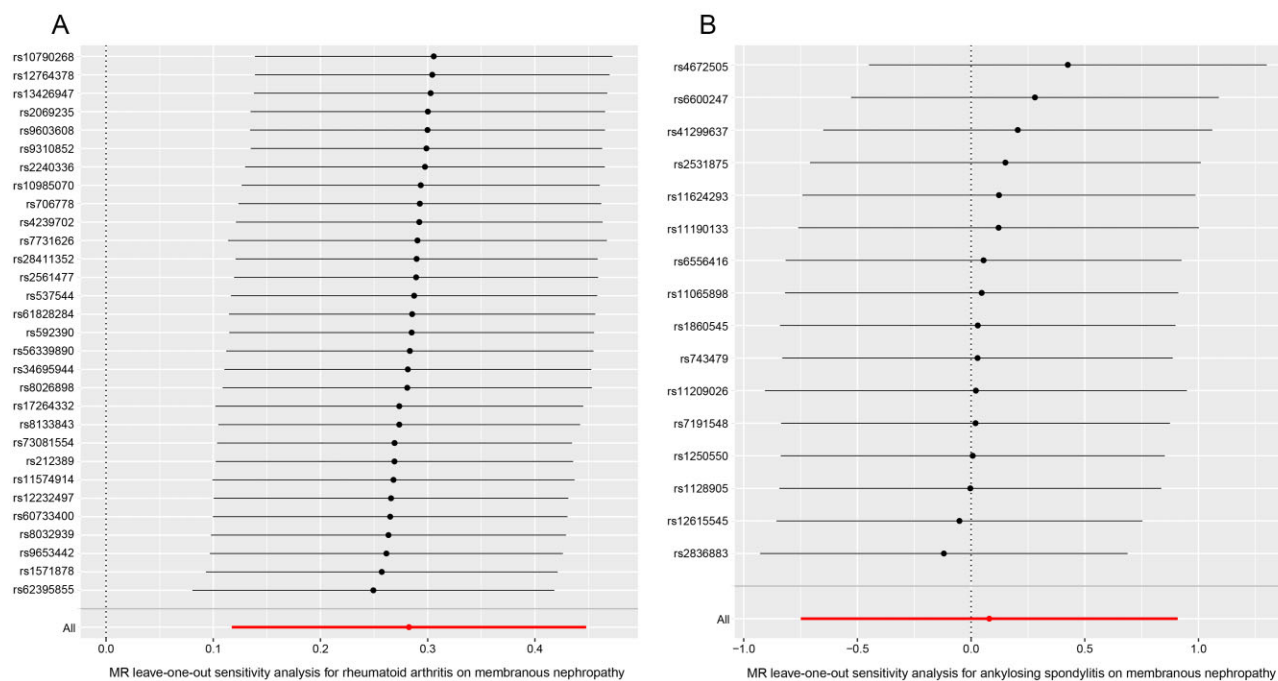 A
rs10790268
rs12764378
rs13426947
rs2069235
rs9603608
rs9310852
rs2240336
rs10985070
rs706778
rs4239702
rs7731626
rs28411352
rs2561477
rs537544
rs61828284
rs592390
rs56339890
rs34695944
rs8026898
rs17264332
rs8133843
rs73081554
rs212389
rs11574914
rs12232497
rs60733400
rs8032939
rs9653442
rs1571878
rs62395855
All
0.0 0.1 0.2 0.3 0.4
MR leave-one-out sensitivity analysis for rheumatoid arthritis on membranous nephropathy
B
rs4672505
rs6600247
rs41299637
rs2531875
rs11624293
rs11190133
rs6556416
rs11065898
rs1860545
rs743479
rs11209026
rs7191548
rs1250550
rs1128905
rs12615545
rs2836883
All
−1.0 −0.5 0.0 0.5 1.0
MR leave-one-out sensitivity analysis for ankylosing spondylitis on membranous nephropathy